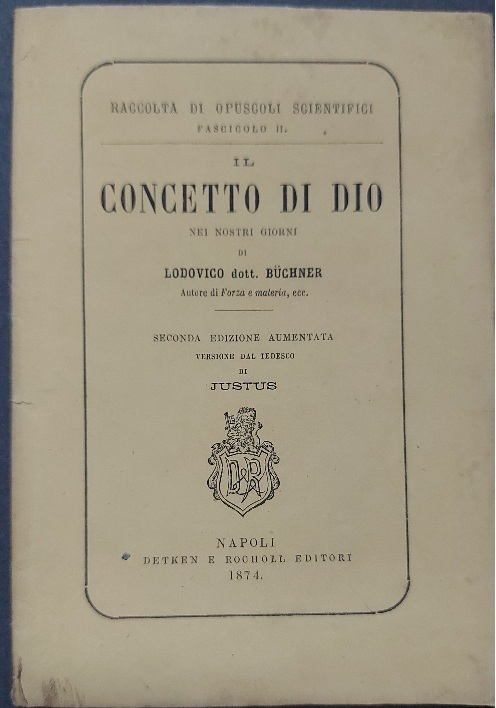 RACCOLTA DI OPUSCOLI SCIENTIFICI
FASCICOLO II.
IL
CONCETTO DI DIO
NEI NOSTRI GIORNI
DI
LODOVICO dott. BÜCHNER
Autore di Forza e materia, ecc.
SECONDA EDIZIONE AUMENTATA
VERSIONE DAL TEDESCO
DI
JUSTUS
D R
NAPOLI
DETKEN E ROCHOLL EDITORI
1874.